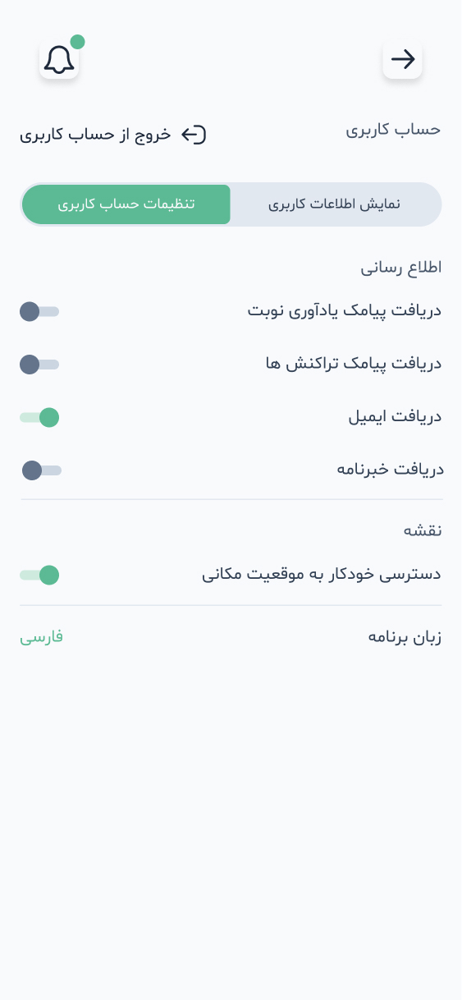 حساب کاربری
خروج از حساب کاربری
نمایش اطلاعات کاربری
تنظیمات حساب کاربری
اطلاع رسانی
دریافت پیامک یادآوری نوبت
دریافت پیامک تراکنش ها
دریافت ایمیل
دریافت خبرنامه
نقشه
دسترسی خودکار به موقعیت مکانی
زبان برنامه
فارسی